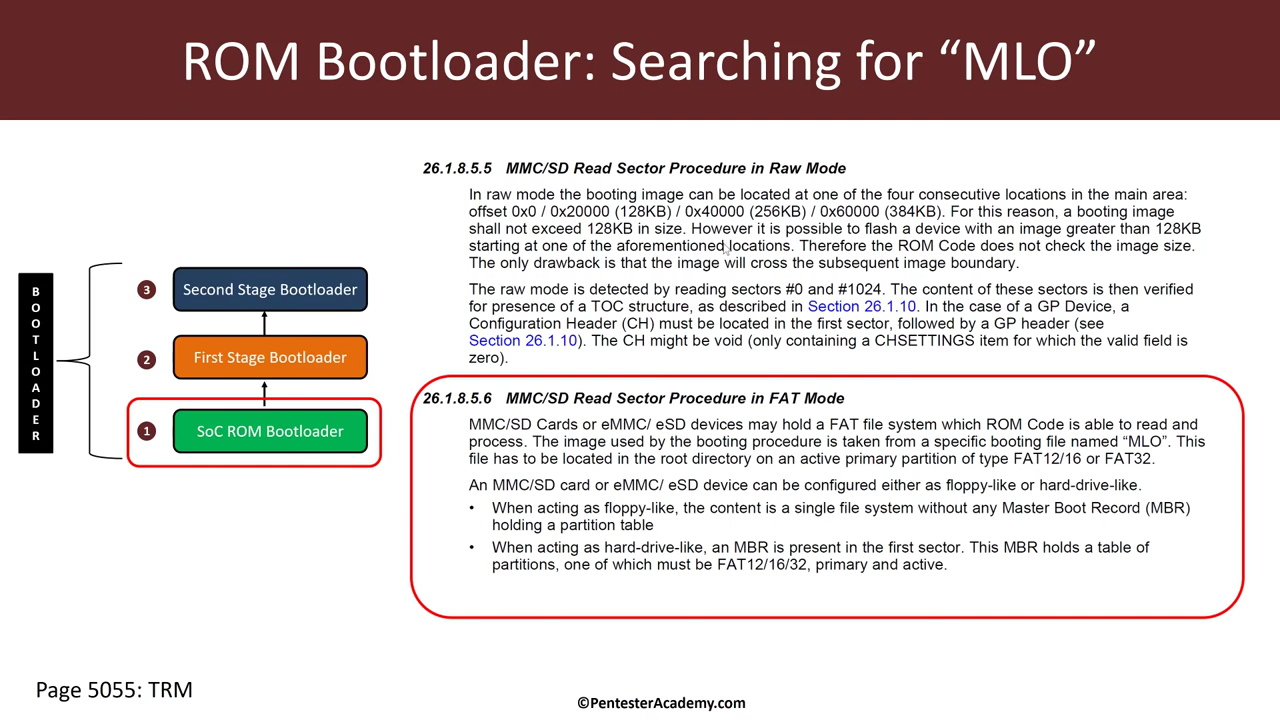 ROM Bootloader: Searching for “MLO”
26.1.8.5.5 MMC/SD Read Sector Procedure in Raw Mode
In raw mode the booting image can be located at one of the four consecutive locations in the main area:
offset 0x0 / 0x20000 (128KB) / 0x40000 (256KB) / 0x60000 (384KB). For this reason, a booting image
shall not exceed 128KB in size. However it is possible to flash a device with an image greater than 128KB
starting at one of the aforementioned locations. Therefore the ROM Code does not check the image size.
The only drawback is that the image will cross the subsequent image boundary.
The raw mode is detected by reading sectors #0 and #1024. The content of these sectors is then verified
for presence of a TOC structure, as described in Section 26.1.10. In the case of a GP Device, a
Configuration Header (CH) must be located in the first sector, followed by a GP header (see
Section 26.1.10). The CH might be void (only containing a CHSETTINGS item for which the valid field is
zero).
BOOTLOADER
3 Second Stage Bootloader
2 First Stage Bootloader
1 SoC ROM Bootloader
26.1.8.5.6 MMC/SD Read Sector Procedure in FAT Mode
MMC/SD Cards or eMMC/ eSD devices may hold a FAT file system which ROM Code is able to read and
process. The image used by the booting procedure is taken from a specific booting file named “MLO”. This
file has to be located in the root directory on an active primary partition of type FAT12/16 or FAT32.
An MMC/SD card or eMMC/ eSD device can be configured either as floppy-like or hard-drive-like.
• When acting as floppy-like, the content is a single file system without any Master Boot Record (MBR)
holding a partition table
• When acting as hard-drive-like, an MBR is present in the first sector. This MBR holds a table of
partitions, one of which must be FAT12/16/32, primary and active.
Page 5055: TRM
©PentesterAcademy.com